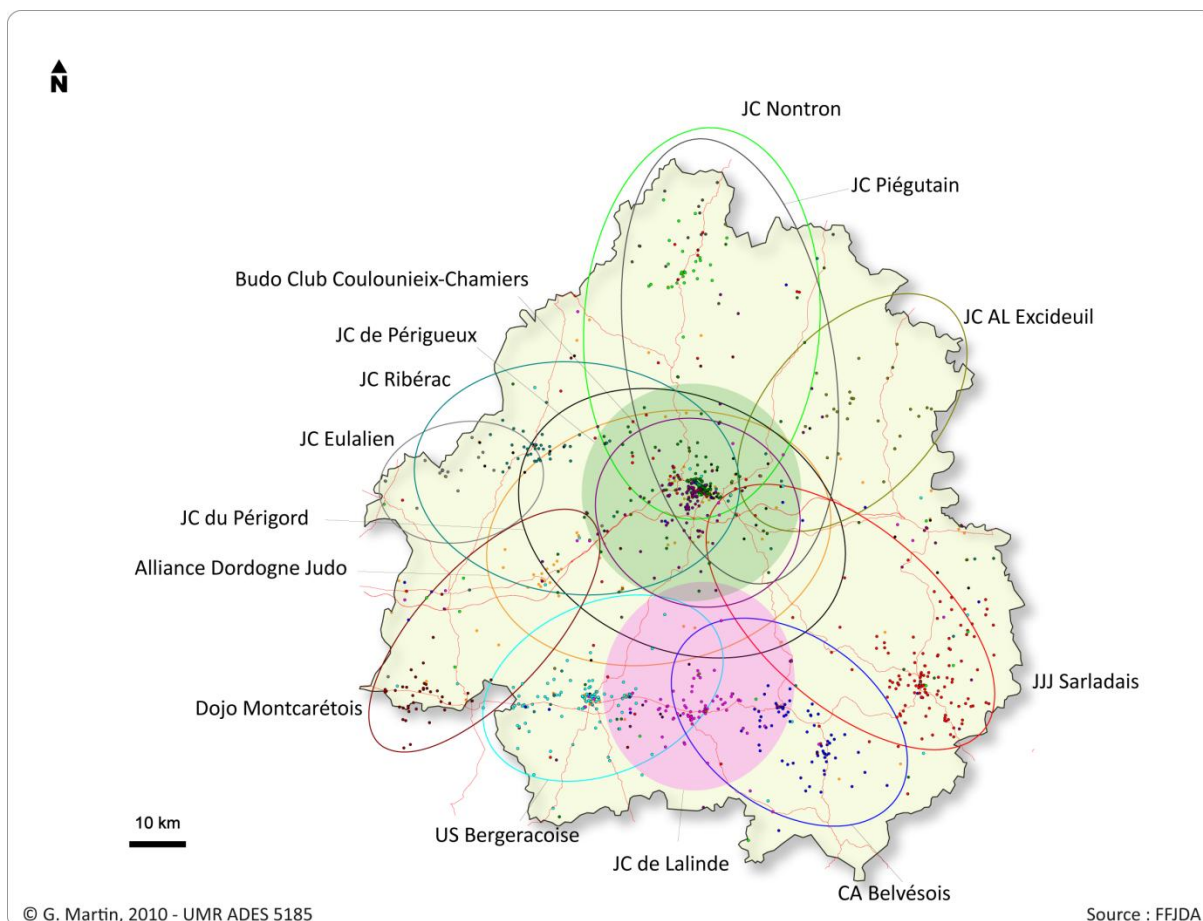 N
JC Nontron
JC Piégutain
Budo Club Coulounieix-Chamiers
JC AL Excideuil
JC de Périgueux
JC Ribérac
JC Eulalien
JC du Périgord
Alliance Dordogne Judo
JJJ Sarladais
Dojo Montcarétois
10 km
US Bergeracoise
JC de Lalinde
CA Belvésois
© G. Martin, 2010 - UMR ADES 5185
Source : FFJDA